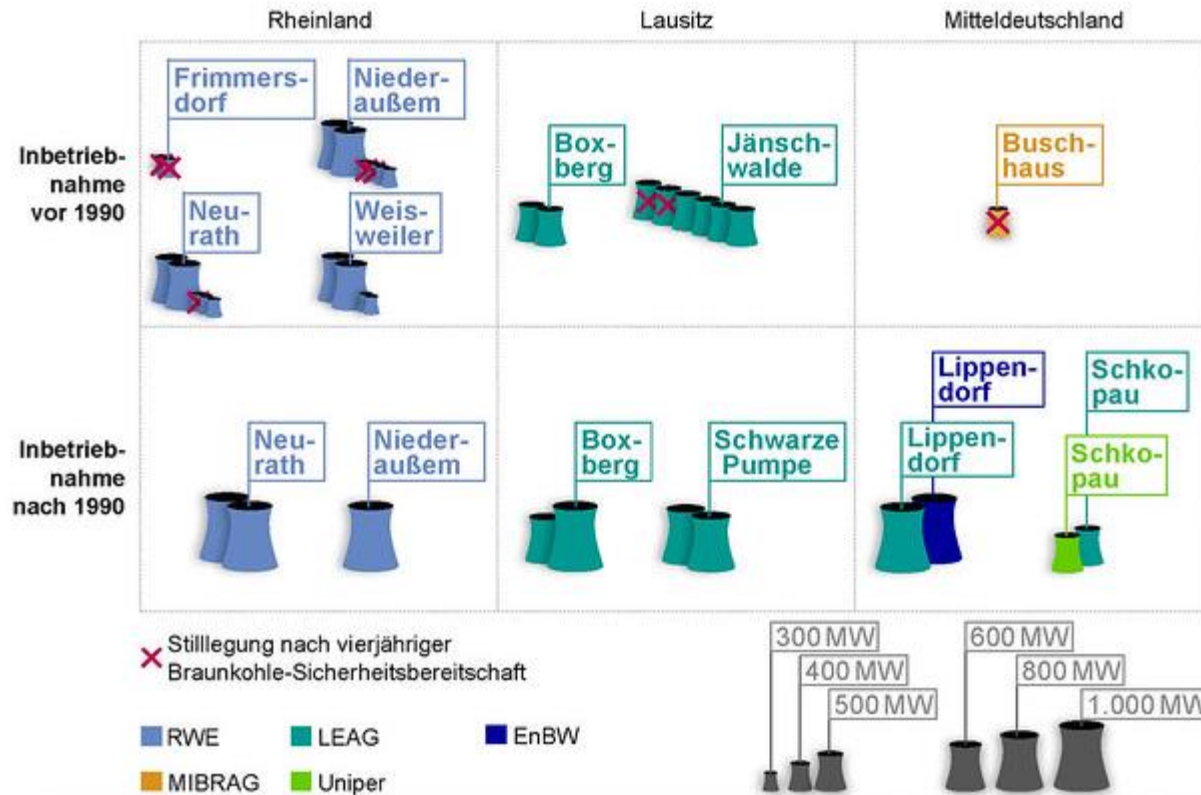 Rheinland
Lausitz
Mitteldeutschland
Inbetrieb-
nahme
vor 1990
Frimmers-
dorf
Nieder-
außem
Neu-
rath
Weis-
weiler
Box-
berg
Jänsch-
walde
Busch-
haus
Inbetrieb-
nahme
nach 1990
Neu-
rath
Nieder-
außem
Box-
berg
Schwarze
Pumpe
Lippen-
dorf
Lippen-
dorf
Schko-
pau
Schko-
pau
Stilllegung nach vierjähriger
Braunkohle-Sicherheitsbereitschaft
300 MW
400 MW
500 MW
600 MW
800 MW
1.000 MW
RWE
LEAG
EnBW
MIBRAG
Uniper